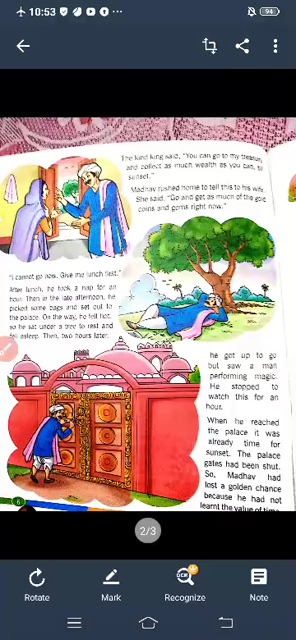 10:53
94
The kind king said, "You can go to my treasury
and collect as much wealth as you can, till
sunset."
Madhav rushed home to tell this to his wife.
She said, "Go and get as much of the gold
coins and gems right now."
"I cannot go now. Give me lunch first."
After lunch, he took a nap for an
hour. Then in the late afternoon, he
picked some bags and set out to
the palace. On the way, he felt hot,
so he sat under a tree to rest and
fell asleep. Then, two hours later,
he got up to go
but saw a man
performing magic.
He stopped to
watch this for an
hour.
When he reached
the palace it was
already time for
sunset. The palace
gates had been shut.
So, Madhav had
lost a golden chance
because he had not
learnt the value of time
6
2/3
OCR
Rotate
Mark
Recognize
Note